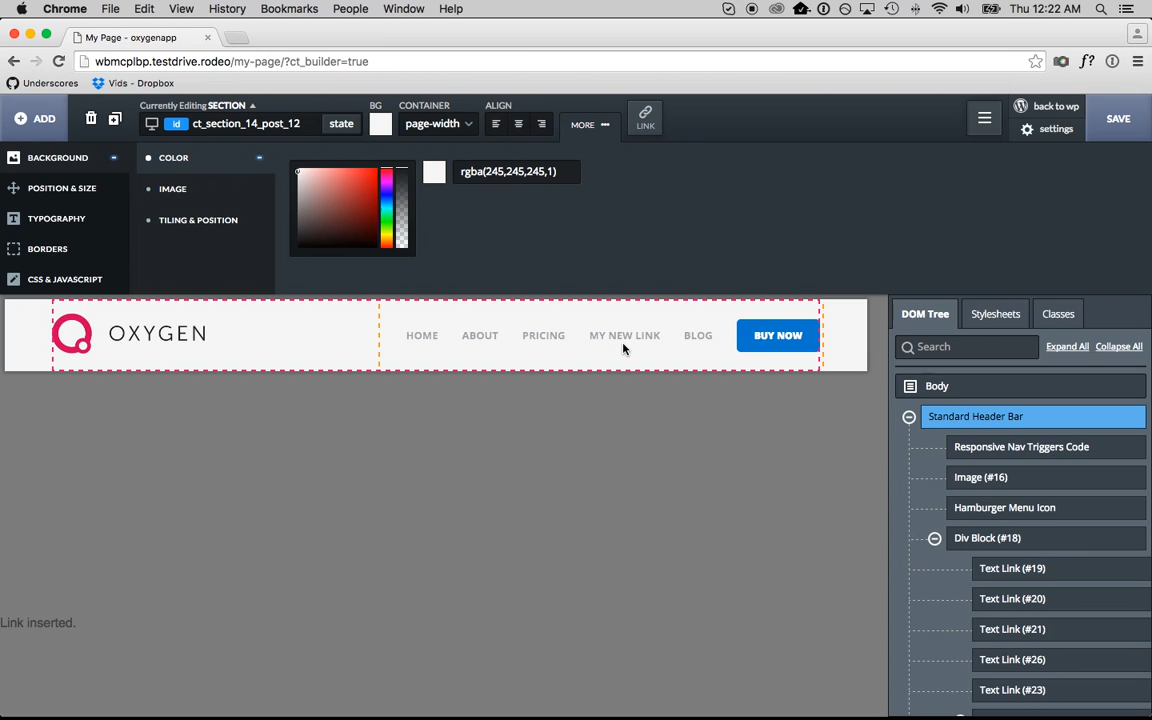 Chrome File Edit View History Bookmarks People Window Help Thu 12:22 AM
My Page - oxygenapp
wbmcplbp.testdrive.rodeo/my-page/?ct_builder=true
Underscores Vids - Dropbox
ADD
Currently Editing SECTION
id ct_section_14_post_12 state
BG
CONTAINER
page-width
ALIGN
MORE
LINK
back to wp
settings
SAVE
BACKGROUND
POSITION & SIZE
TYPOGRAPHY
BORDERS
CSS & JAVASCRIPT
COLOR
IMAGE
TILING & POSITION
rgba(245,245,245,1)
OXYGEN
HOME ABOUT PRICING MY NEW LINK BLOG BUY NOW
Link inserted.
DOM Tree Stylesheets Classes
Search Expand All Collapse All
Body
Standard Header Bar
Responsive Nav Triggers Code
Image (#16)
Hamburger Menu Icon
Div Block (#18)
Text Link (#19)
Text Link (#20)
Text Link (#21)
Text Link (#26)
Text Link (#23)